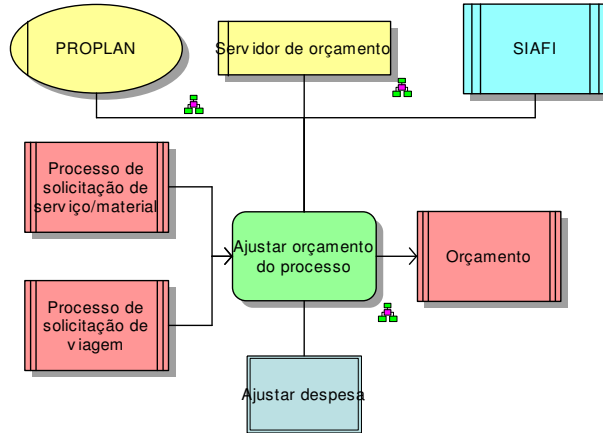 PROPLAN
Servidor de orçamento
SIAFI
Processo de
solicitação de
serviço/material
Ajustar orçamento
do processo
Orçamento
Processo de
solicitação de
viagem
Ajustar despesa